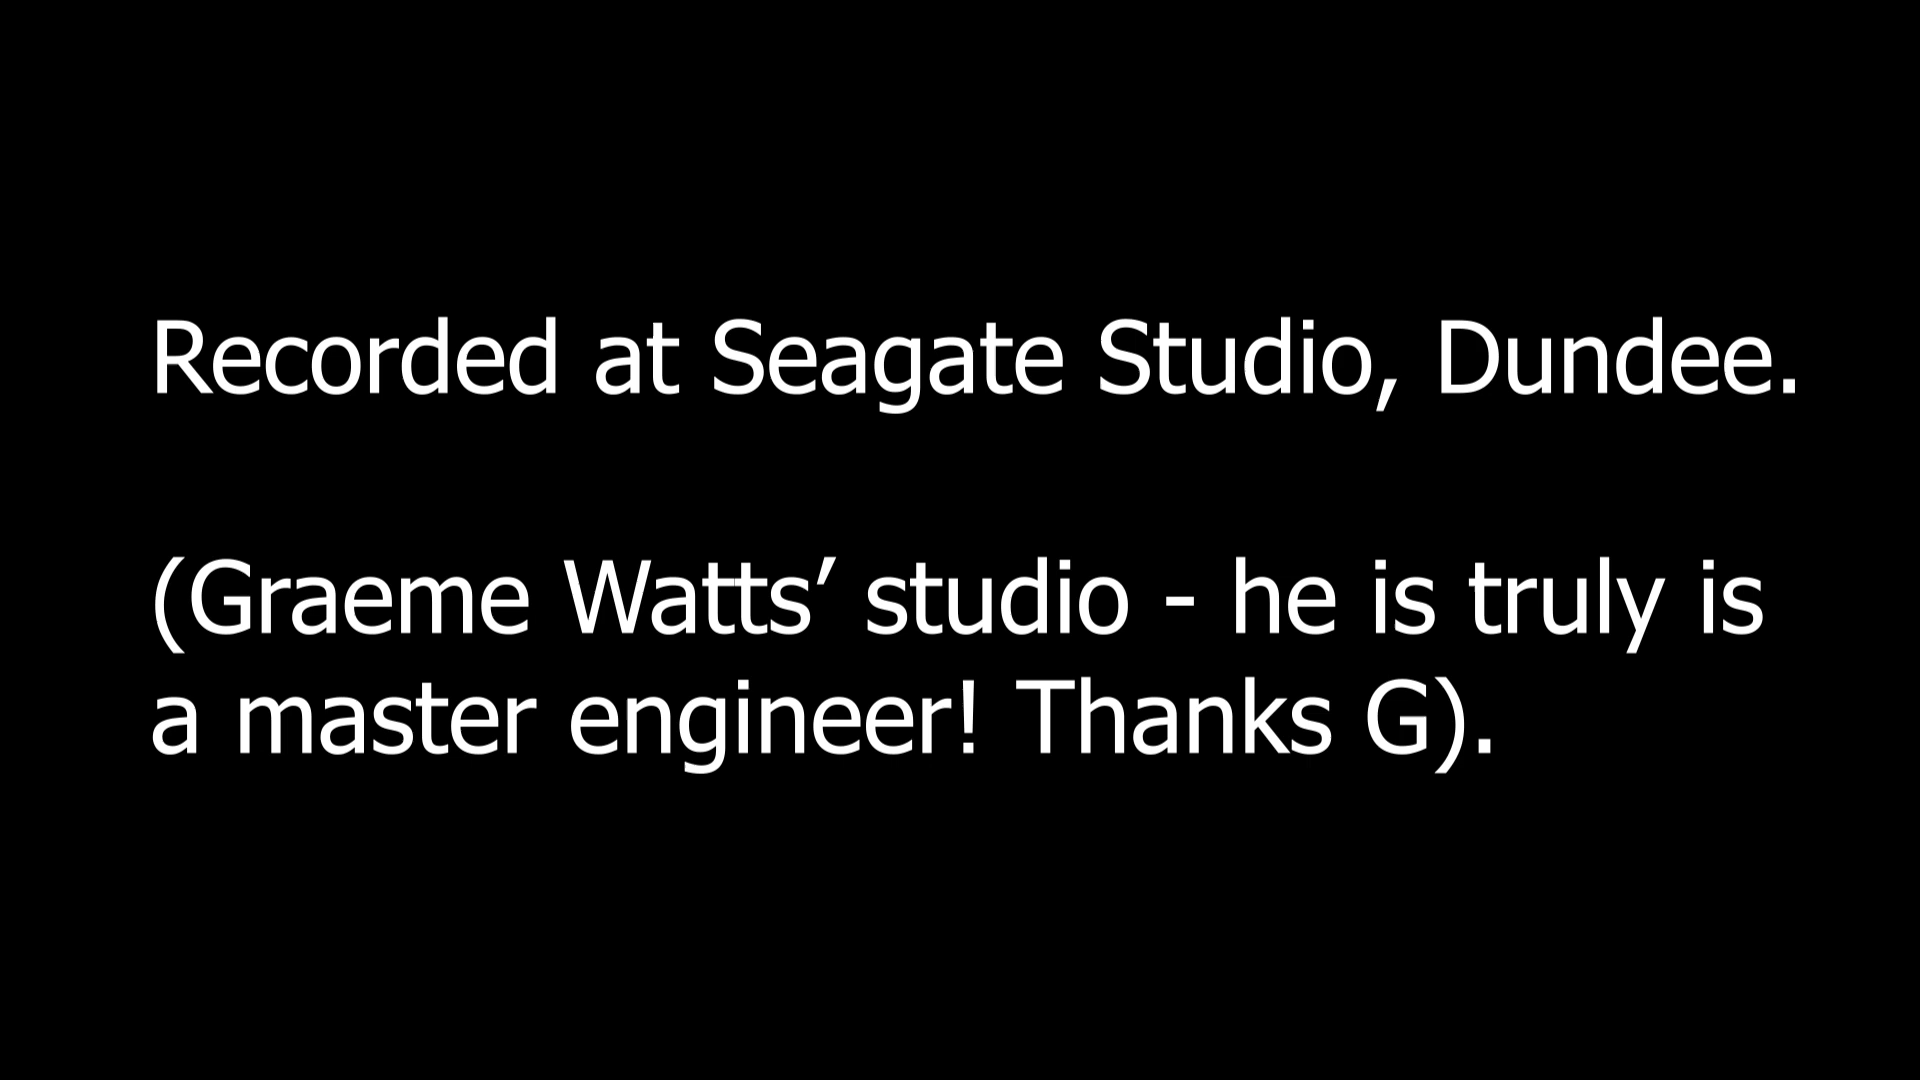 Recorded at Seagate Studio, Dundee.
(Graeme Watts’ studio - he is truly is
a master engineer! Thanks G).